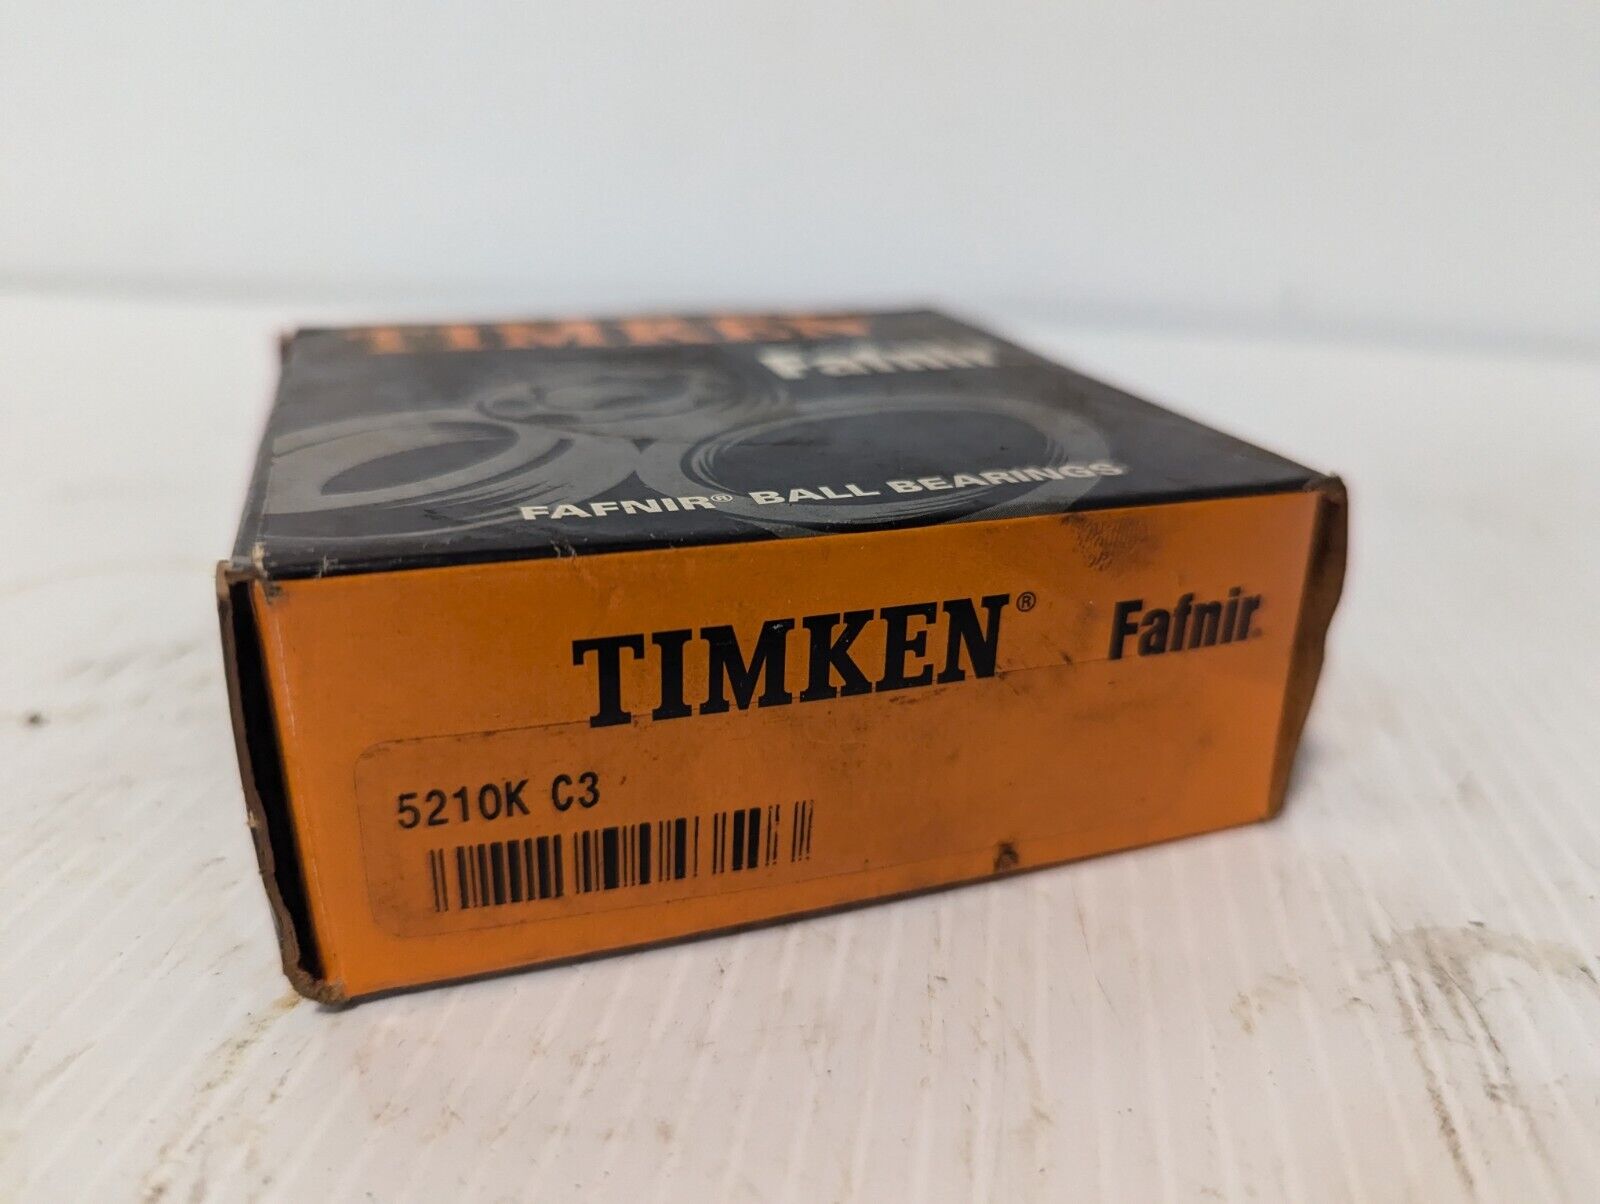 TIMKEN
Fafnir
FAFNIR® BALL BEARINGS
TIMKEN® Fafnir®
5210K C3